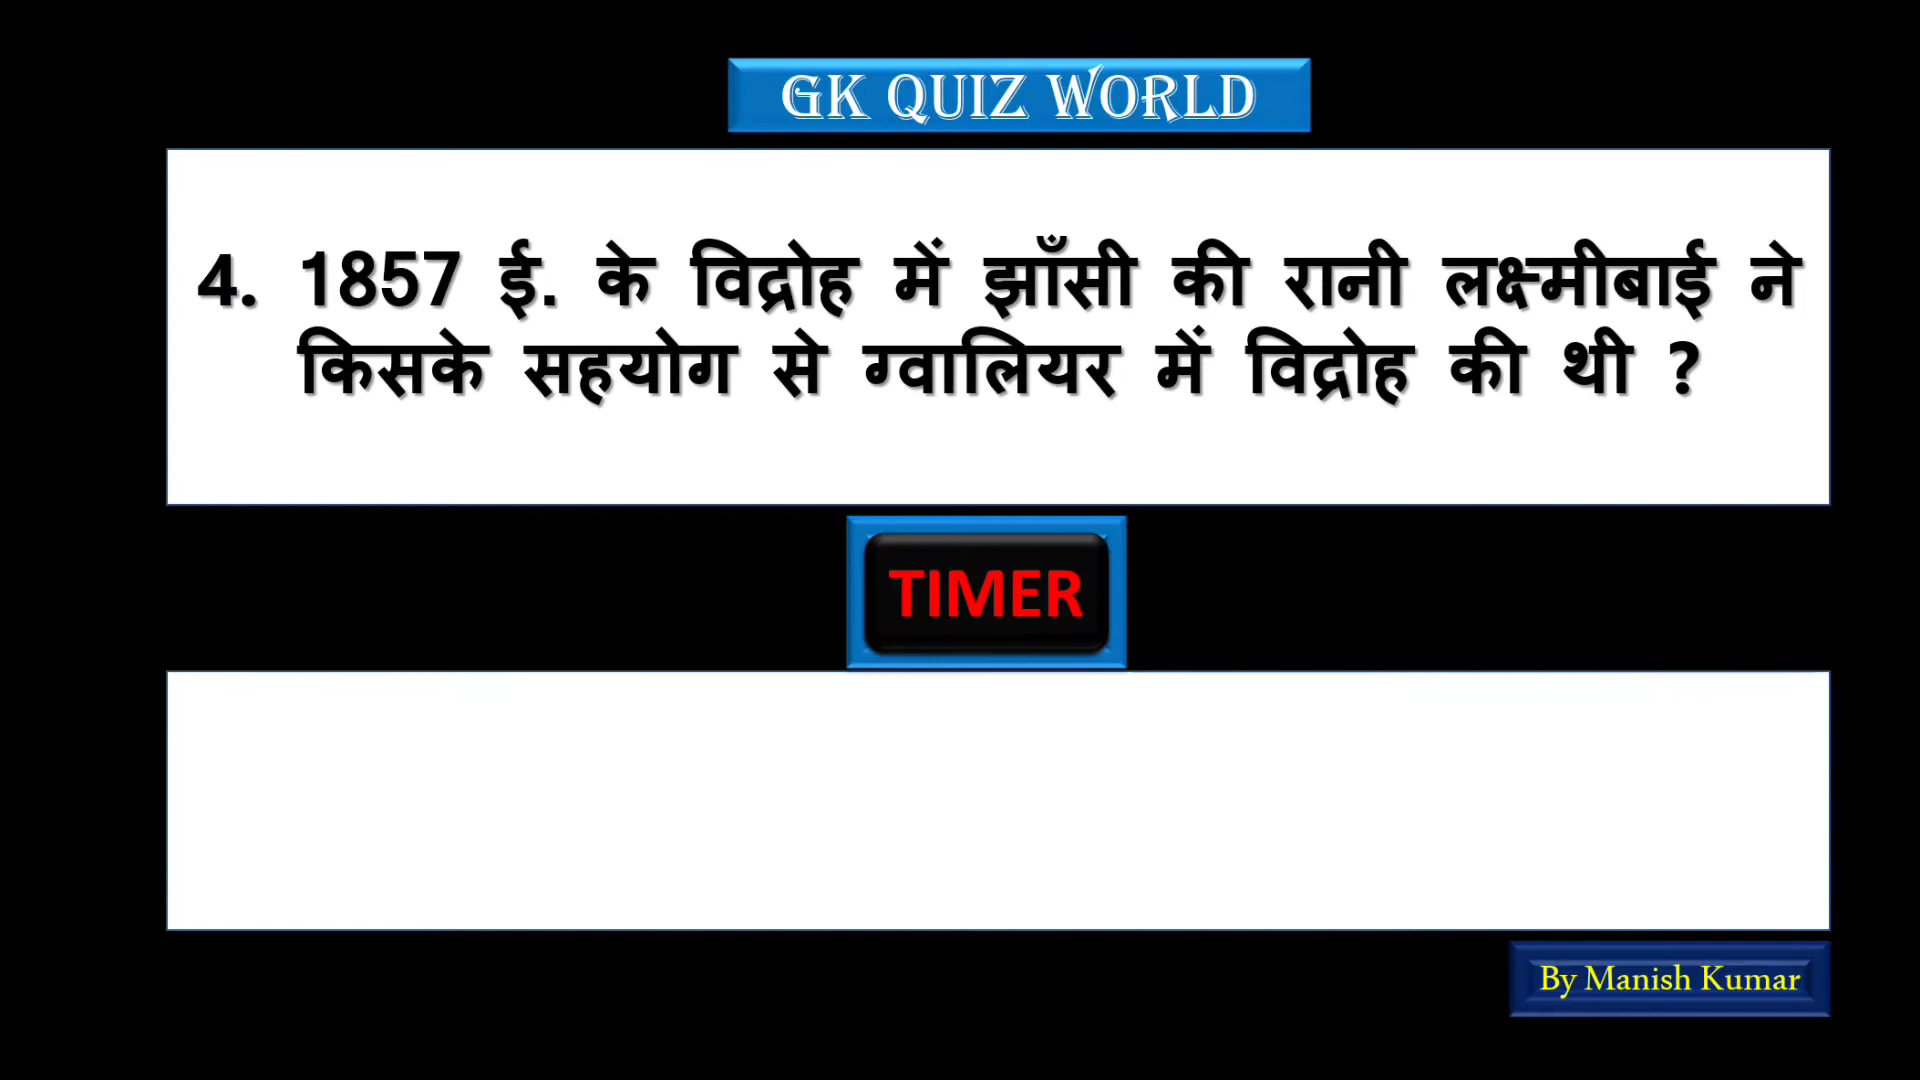 GK QUIZ WORLD
4. 1857 ई. के विद्रोह में झाँसी की रानी लक्ष्मीबाई ने
किसके सहयोग से ग्वालियर में विद्रोह की थी ?
TIMER
By Manish Kumar